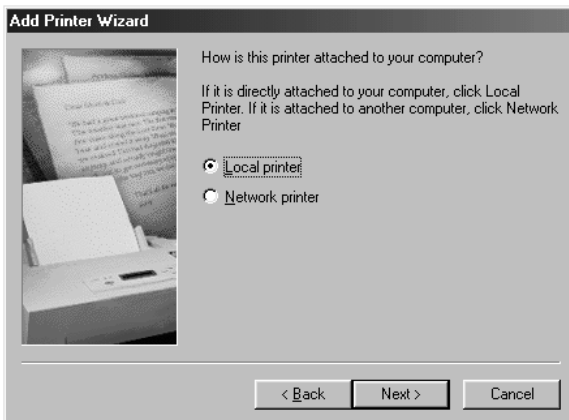 Add Printer Wizard
How is this printer attached to your computer?
If it is directly attached to your computer, click Local
Printer. If it is attached to another computer, click Network
Printer
Local printer
Network printer
< Back
Next >
Cancel